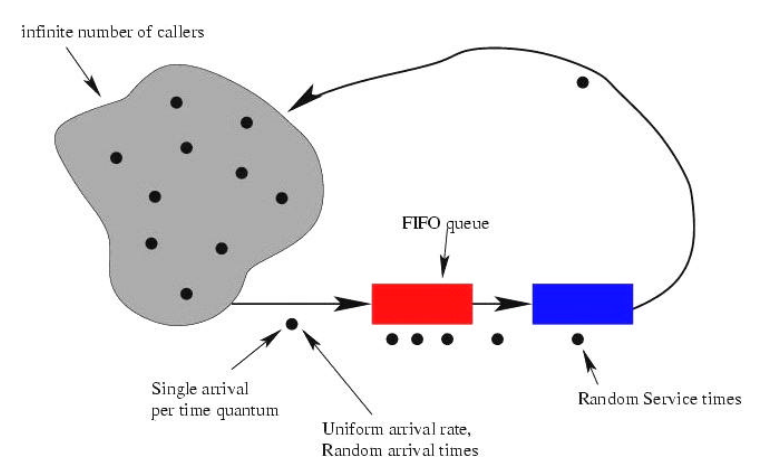 infinite number of callers
FIFO queue
Single arrival
per time quantum
Random Service times
Uniform arrival rate,
Random arrival times